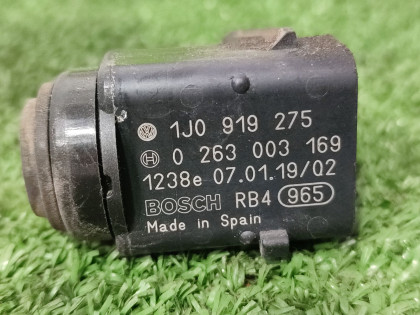 1J0 919 275
0 263 003 169
1238e 07.01.19/02
BOSCH RB4 965
Made in Spain